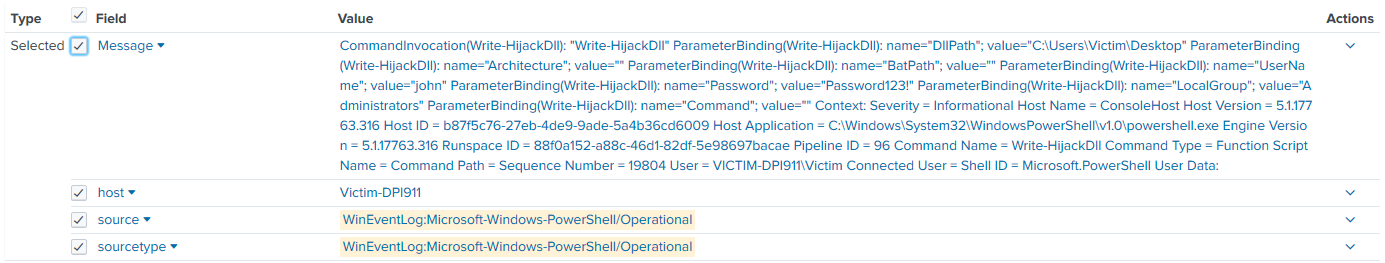 Type Field Value Actions
Selected Message CommandInvocation(Write-HijackDll): "Write-HijackDll" ParameterBinding(Write-HijackDll): name="DllPath"; value="C:\Users\Victim\Desktop" ParameterBinding
(Write-HijackDll): name="Architecture"; value="" ParameterBinding(Write-HijackDll): name="BatPath"; value="" ParameterBinding(Write-HijackDll): name="UserNa
me"; value="john" ParameterBinding(Write-HijackDll): name="Password"; value="Password123!" ParameterBinding(Write-HijackDll): name="LocalGroup"; value="A
dministrators" ParameterBinding(Write-HijackDll): name="Command"; value="" Context: Severity = Informational Host Name = ConsoleHost Host Version = 5.1.177
63.316 Host ID = b87f5c76-27eb-4de9-9ade-5a4b36cd6009 Host Application = C:\Windows\System32\WindowsPowerShell\v1.0\powershell.exe Engine Versio
n = 5.1.17763.316 Runspace ID = 88f0a152-a88c-46d1-82df-5e98697bacae Pipeline ID = 96 Command Name = Write-HijackDll Command Type = Function Script
Name = Command Path = Sequence Number = 19804 User = VICTIM-DPI911\Victim Connected User = Shell ID = Microsoft.PowerShell User Data:
host Victim-DPI911
source WinEventLog:Microsoft-Windows-PowerShell/Operational
sourcetype WinEventLog:Microsoft-Windows-PowerShell/Operational